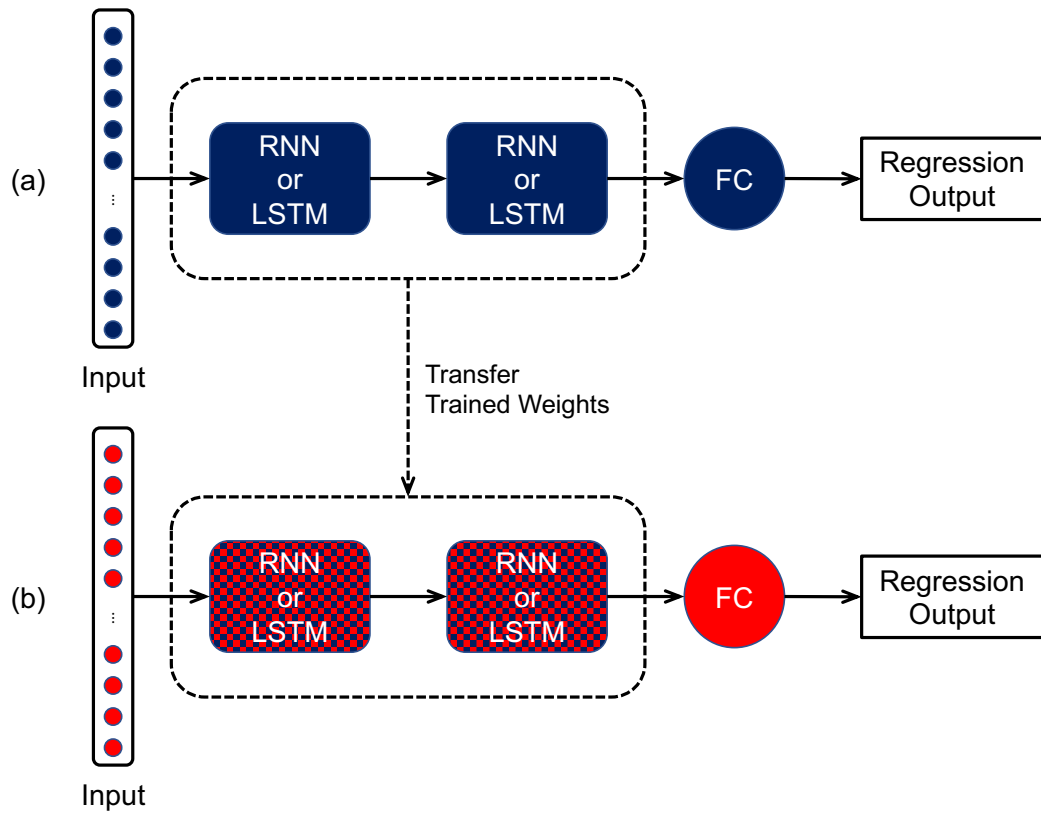 (a)
...
Input
RNN
or
LSTM
RNN
or
LSTM
FC
Regression
Output
Transfer
Trained Weights
(b)
...
Input
RNN
or
LSTM
RNN
or
LSTM
FC
Regression
Output